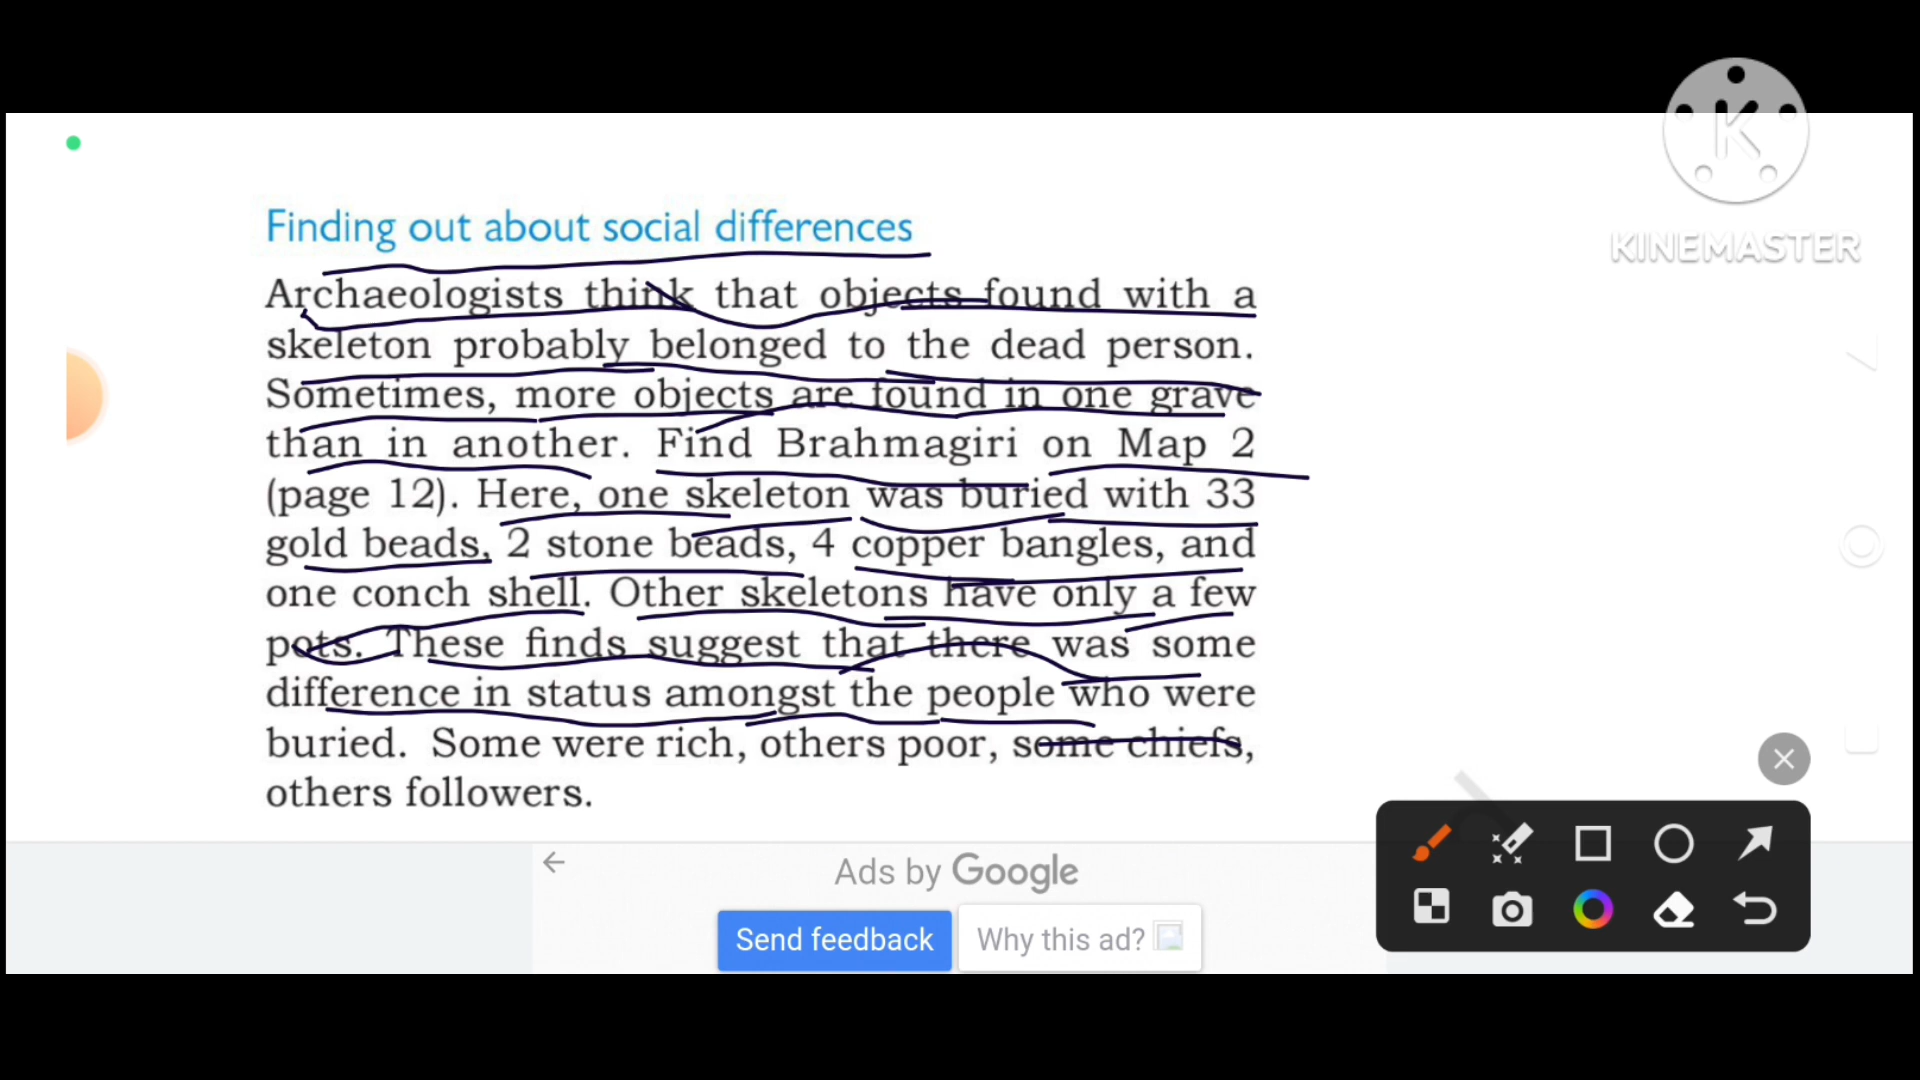 KINEMASTER
Finding out about social differences
Archaeologists think that objects found with a
skeleton probably belonged to the dead person.
Sometimes, more objects are found in one grave
than in another. Find Brahmagiri on Map 2
(page 12). Here, one skeleton was buried with 33
gold beads, 2 stone beads, 4 copper bangles, and
one conch shell. Other skeletons have only a few
pots. These finds suggest that there was some
difference in status amongst the people who were
buried. Some were rich, others poor, some chiefs,
others followers.
Ads by Google
Send feedback
Why this ad?